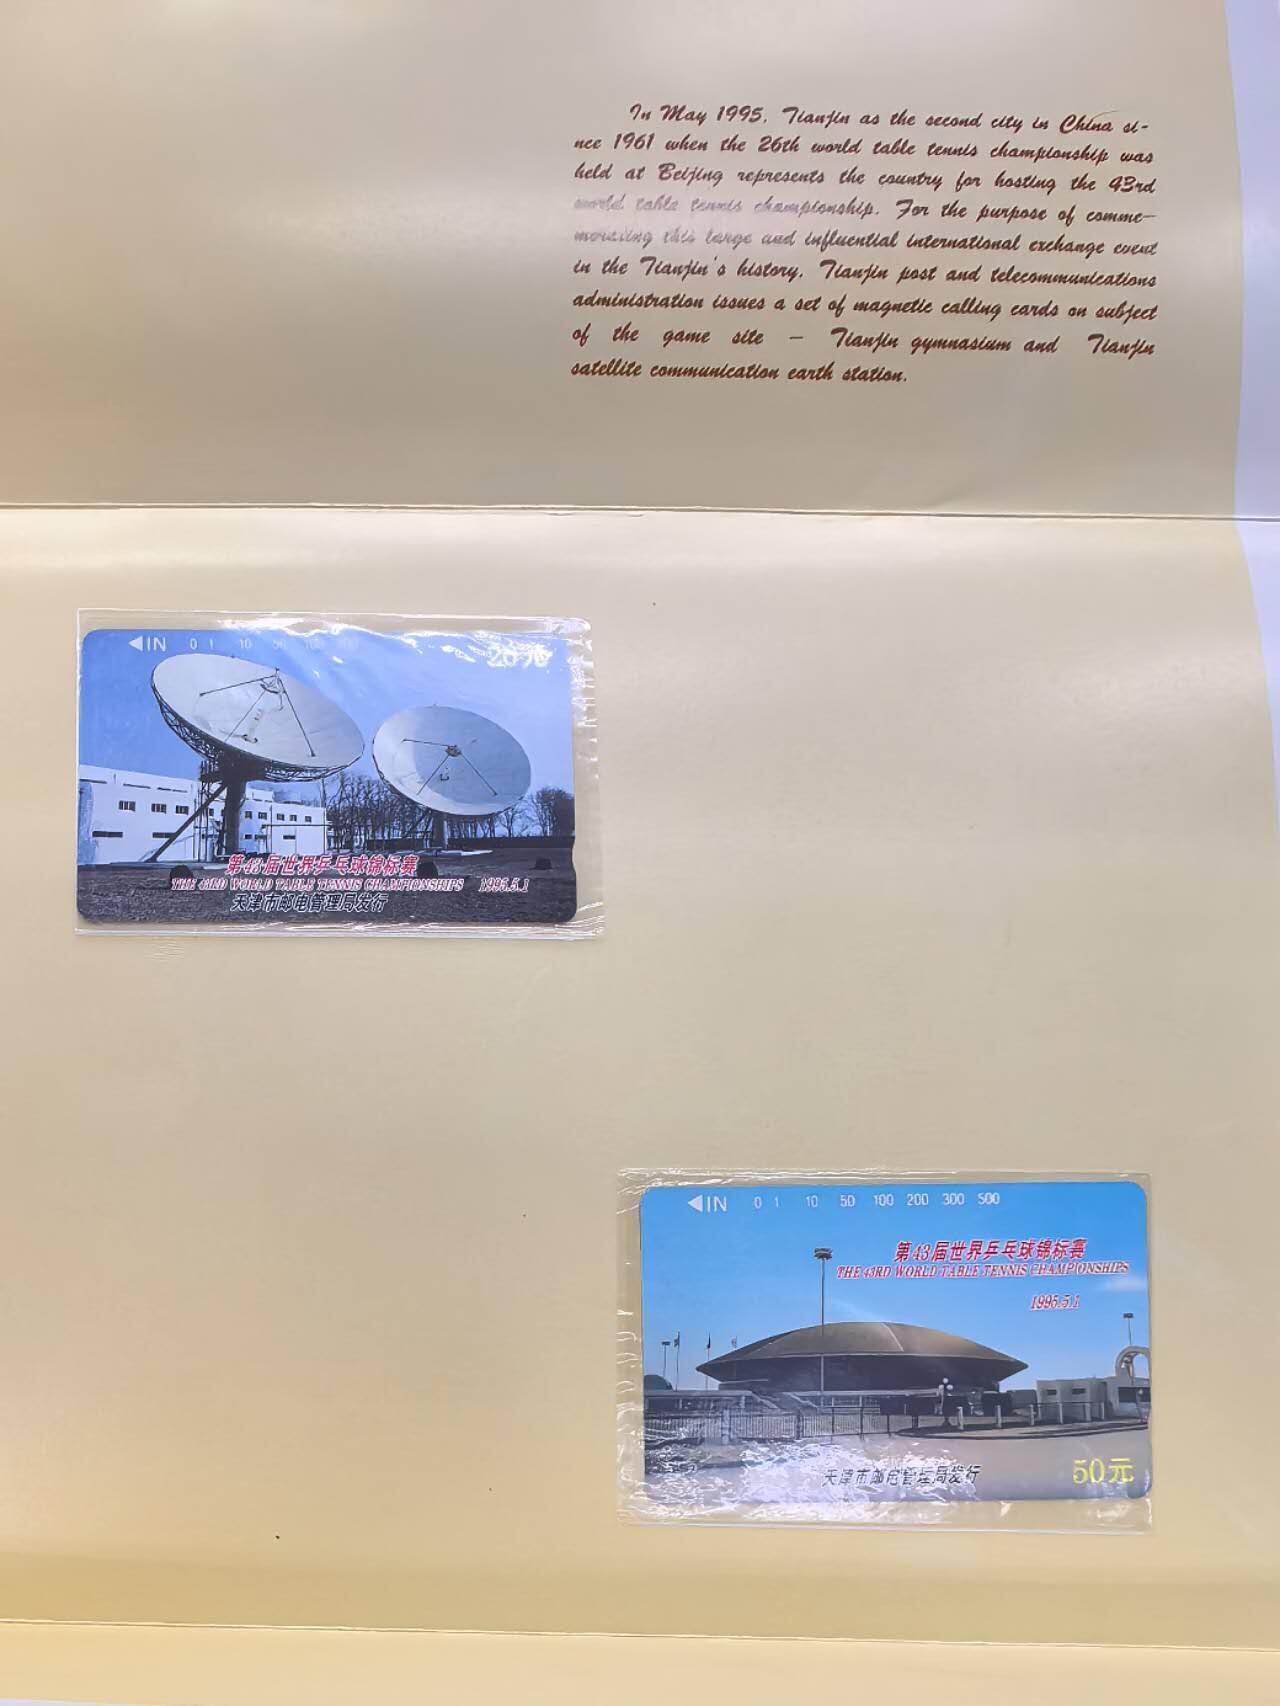 In May 1995, Tianjin as the second city in China si-
nce 1961 when the 26th world table tennis championship was
held at Beijing represents the country for hosting the 43rd
world table tennis championship. For the purpose of comme-
morating this large and influential international exchange event
in the Tianjin's history, Tianjin post and telecommunications
administration issues a set of magnetic calling cards on subject
of the game site — Tianjin gymnasium and Tianjin
satellite communication earth station.
◀IN 0 1 10 50 100
元
第43届世界乒乓球锦标赛
THE 43RD WORLD TABLE TENNIS CHAMPIONSHIPS 1995.5.1
天津市邮电管理局发行
◀IN 0 1 10 50 100 200 300 500
第43届世界乒乓球锦标赛
THE 43RD WORLD TABLE TENNIS CHAMPIONSHIPS
1995.5.1
天津市邮电管理局发行
50元